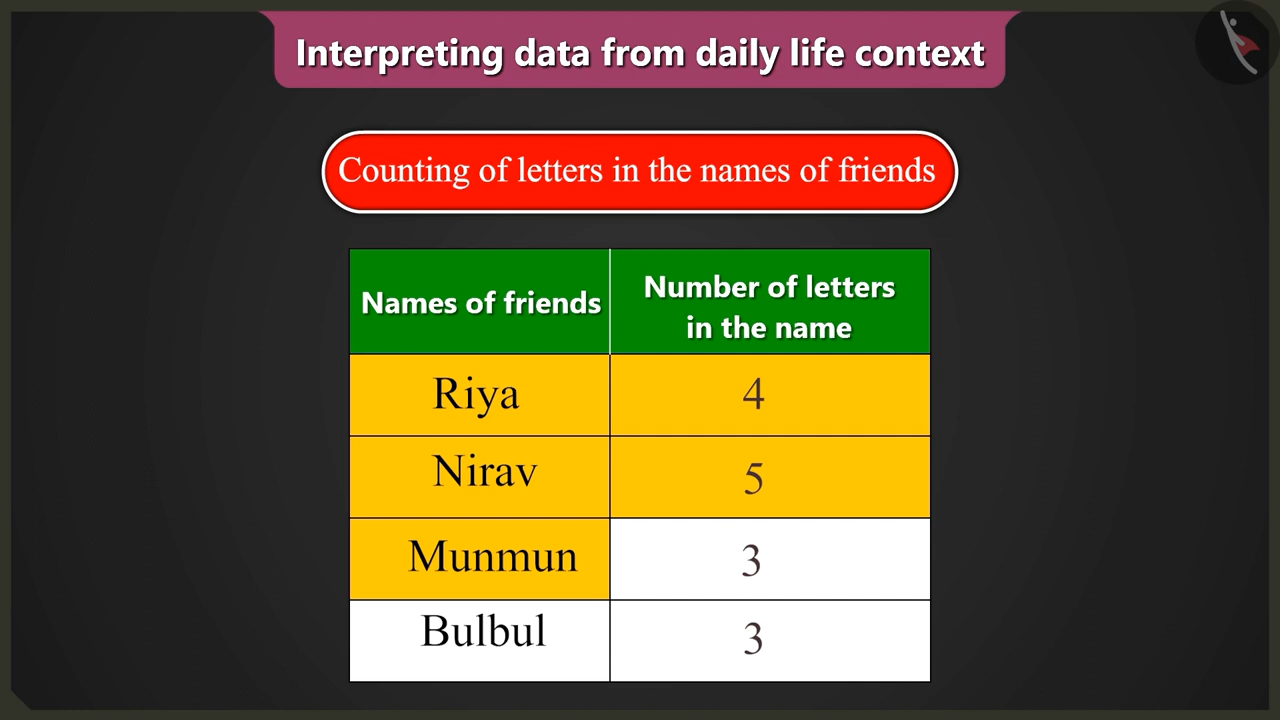 Interpreting data from daily life context
Counting of letters in the names of friends
Names of friends
Number of letters
in the name
Riya
4
Nirav
5
Munmun
3
Bulbul
3